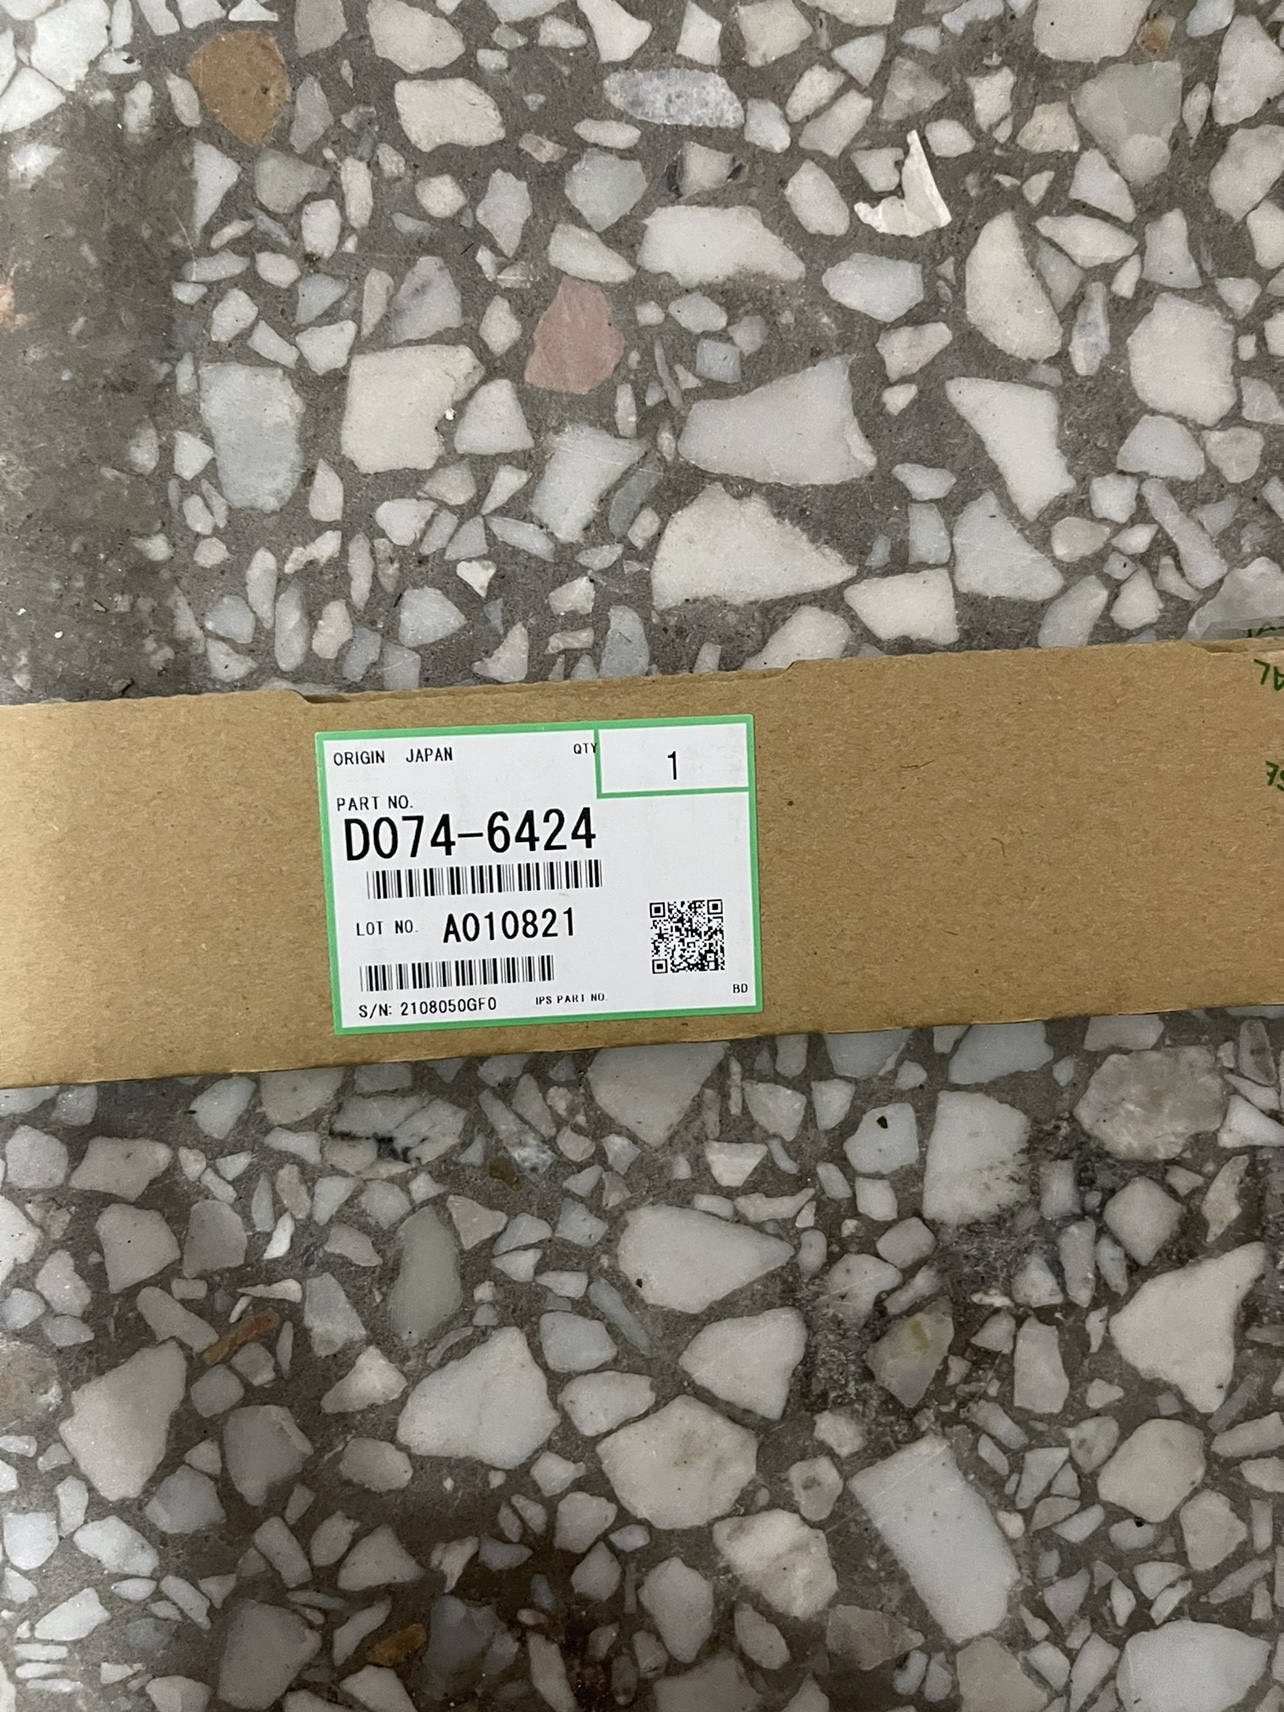 ORIGIN JAPAN
QTY 1
PART NO.
D074-6424
LOT NO. A010821
S/N: 2108050GF0 IPS PART NO.
BD